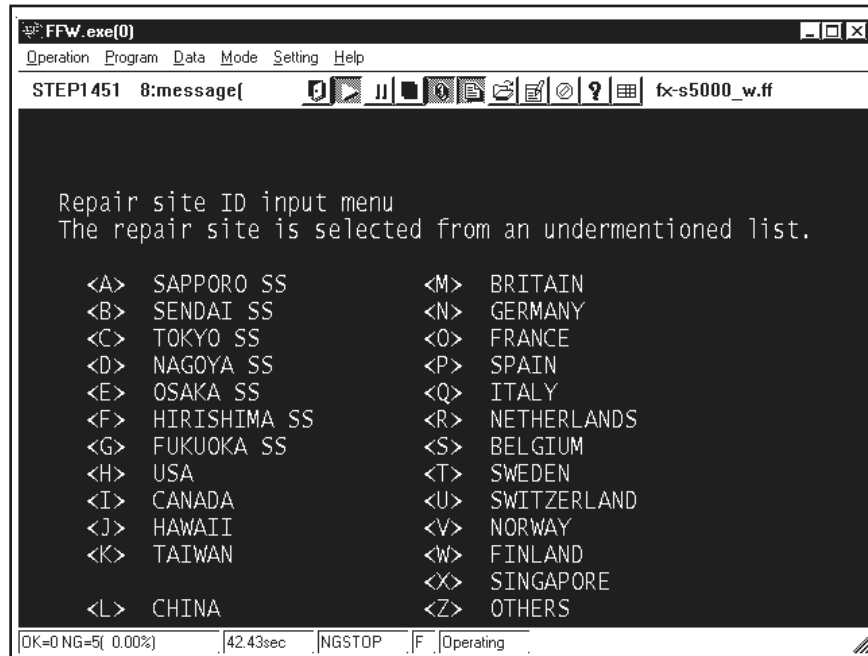 FFW.exe(0)
Operation Program Data Mode Setting Help
STEP1451 8:message( fx-s5000_w.ff
Repair site ID input menu
The repair site is selected from an undermentioned list.
<A> SAPPORO SS <M> BRITAIN
<B> SENDAI SS <N> GERMANY
<C> TOKYO SS <O> FRANCE
<D> NAGOYA SS <P> SPAIN
<E> OSAKA SS <Q> ITALY
<F> HIRISHIMA SS <R> NETHERLANDS
<G> FUKUOKA SS <S> BELGIUM
<H> USA <T> SWEDEN
<I> CANADA <U> SWITZERLAND
<J> HAWAII <V> NORWAY
<K> TAIWAN <W> FINLAND
<X> SINGAPORE
<L> CHINA <Z> OTHERS
OK=0 NG=5( 0.00%) 42.43sec NGSTOP F Operating